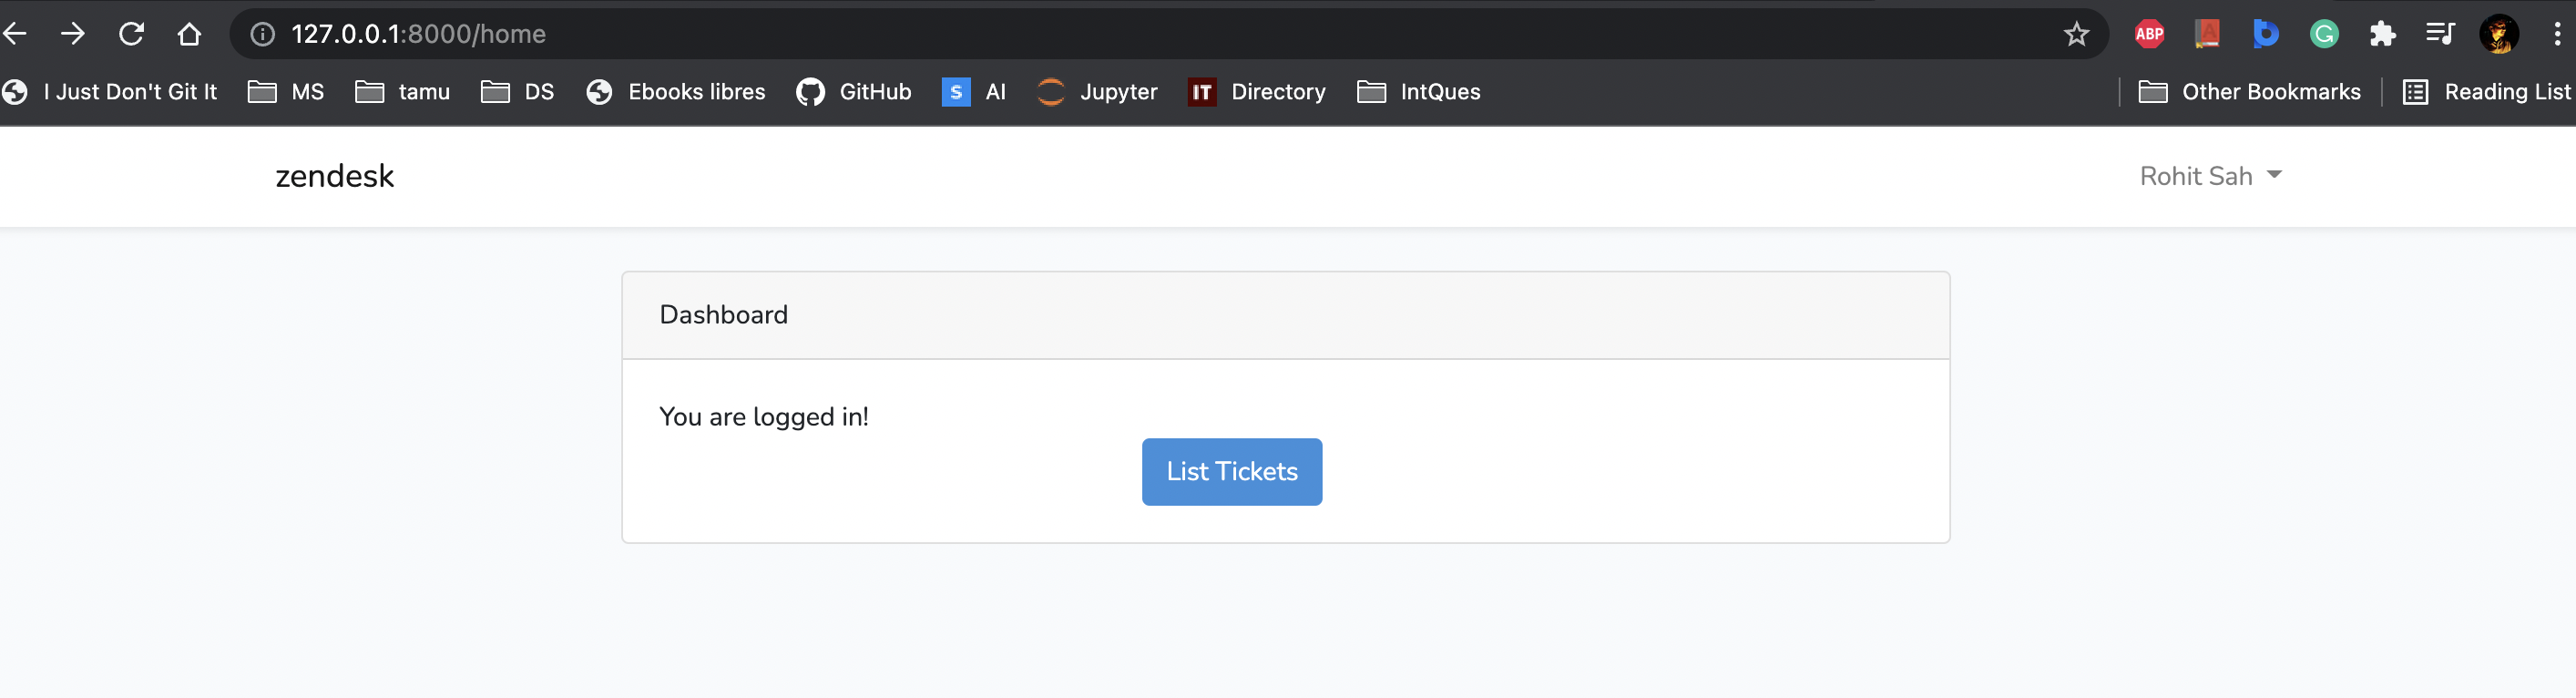 127.0.0.1:8000/home
ABP A b G
I Just Don't Git It MS tamu DS Ebooks libres GitHub S AI Jupyter IT Directory IntQues Other Bookmarks Reading List
zendesk Rohit Sah
Dashboard
You are logged in!
List Tickets